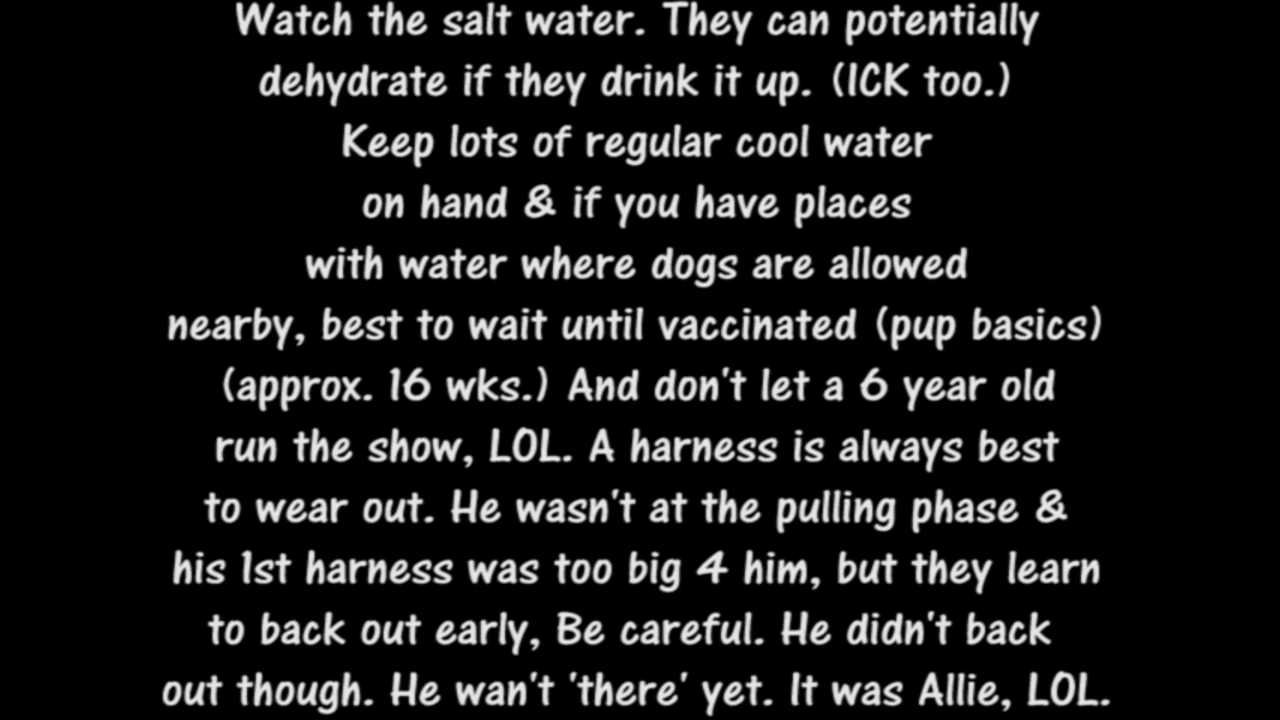 Watch the salt water. They can potentially
dehydrate if they drink it up. (ICK too.)
Keep lots of regular cool water
on hand & if you have places
with water where dogs are allowed
nearby, best to wait until vaccinated (pup basics)
(approx. 16 wks.) And don't let a 6 year old
run the show, LOL. A harness is always best
to wear out. He wasn't at the pulling phase &
his 1st harness was too big 4 him, but they learn
to back out early, Be careful. He didn't back
out though. He wan't 'there' yet. It was Allie, LOL.